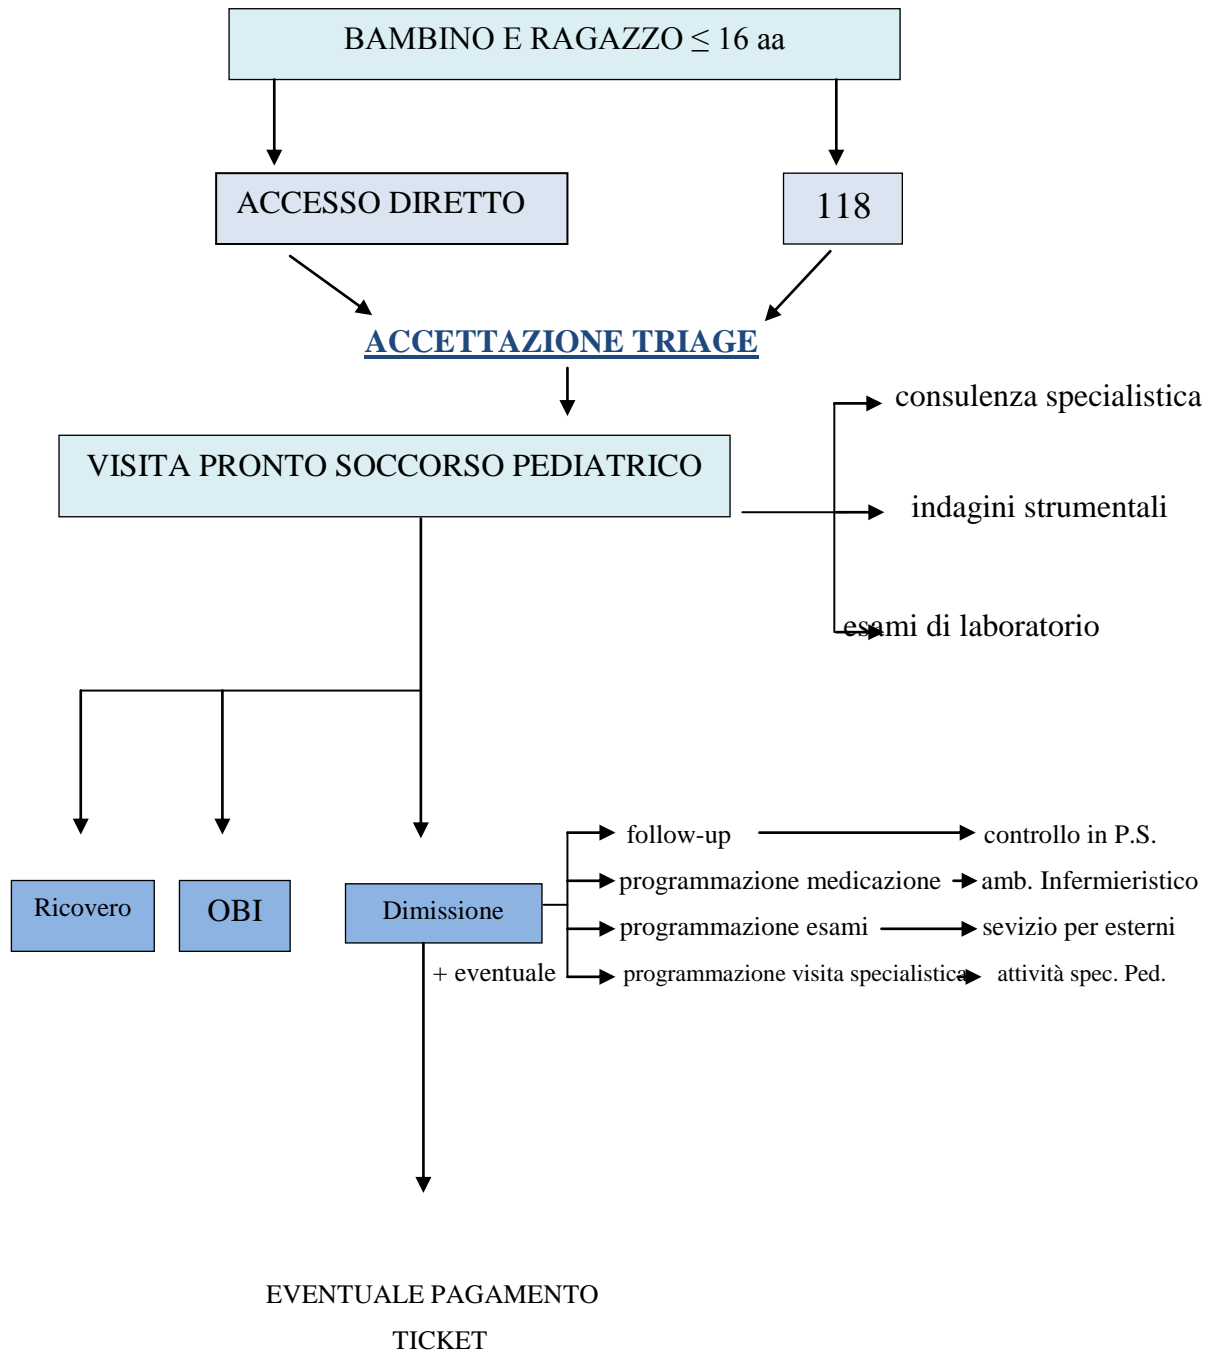 BAMBINO E RAGAZZO ≤ 16 aa
ACCESSO DIRETTO
118
ACCETTAZIONE TRIAGE
consulenza specialistica
VISITA PRONTO SOCCORSO PEDIATRICO
indagini strumentali
esami di laboratorio
follow-up
controllo in P.S.
programmazione medicazione
amb. Infermieristico
Ricovero
OBI
Dimissione
programmazione esami
sevizio per esterni
+ eventuale
programmazione visita specialistica
attività spec. Ped.
EVENTUALE PAGAMENTO
TICKET